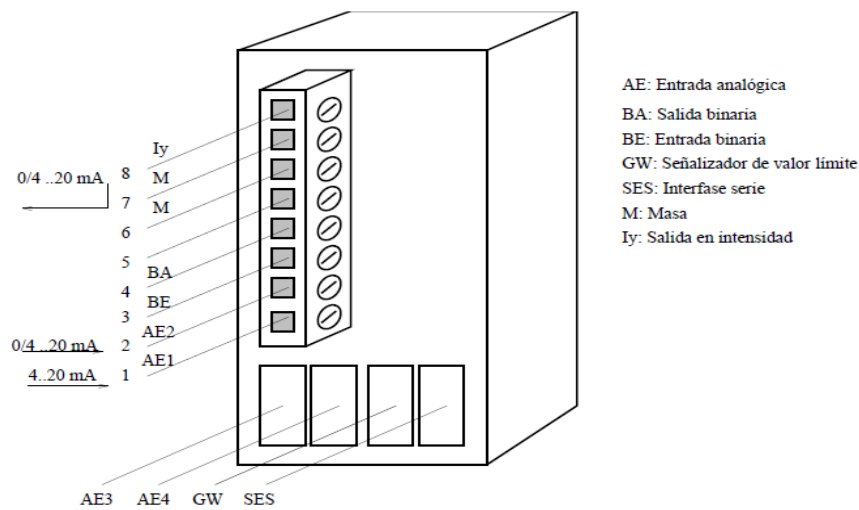 Iy
0/4 ..20 mA 8 M
7 M
6
5
BA
4
BE
3
AE2
0/4 ..20 mA 2
AE1
4..20 mA 1
AE3 AE4 GW SES
AE: Entrada analógica
BA: Salida binaria
BE: Entrada binaria
GW: Señalizador de valor límite
SES: Interfase serie
M: Masa
Iy: Salida en intensidad